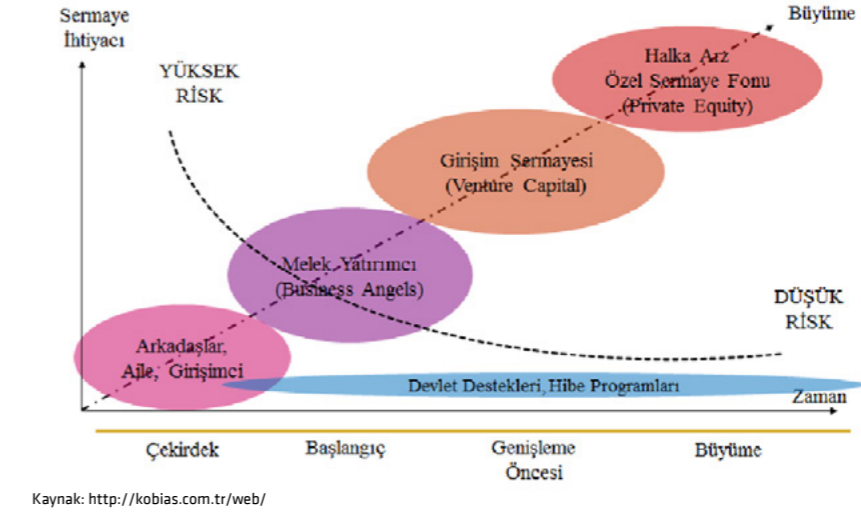 Sermaye
İhtiyacı
Büyüme
YÜKSEK
RİSK
Halka Arz
Özel Sermaye Fonu
(Private Equity)
Girişim Sermayesi
(Venture Capital)
Melek Yatırımcı
(Business Angels)
DÜŞÜK
RİSK
Arkadaşlar,
Aile, Girişimci
Devlet Destekleri, Hibe Programları
Zaman
Çekirdek
Başlangıç
Genişleme
Öncesi
Büyüme
Kaynak: http://kobias.com.tr/web/